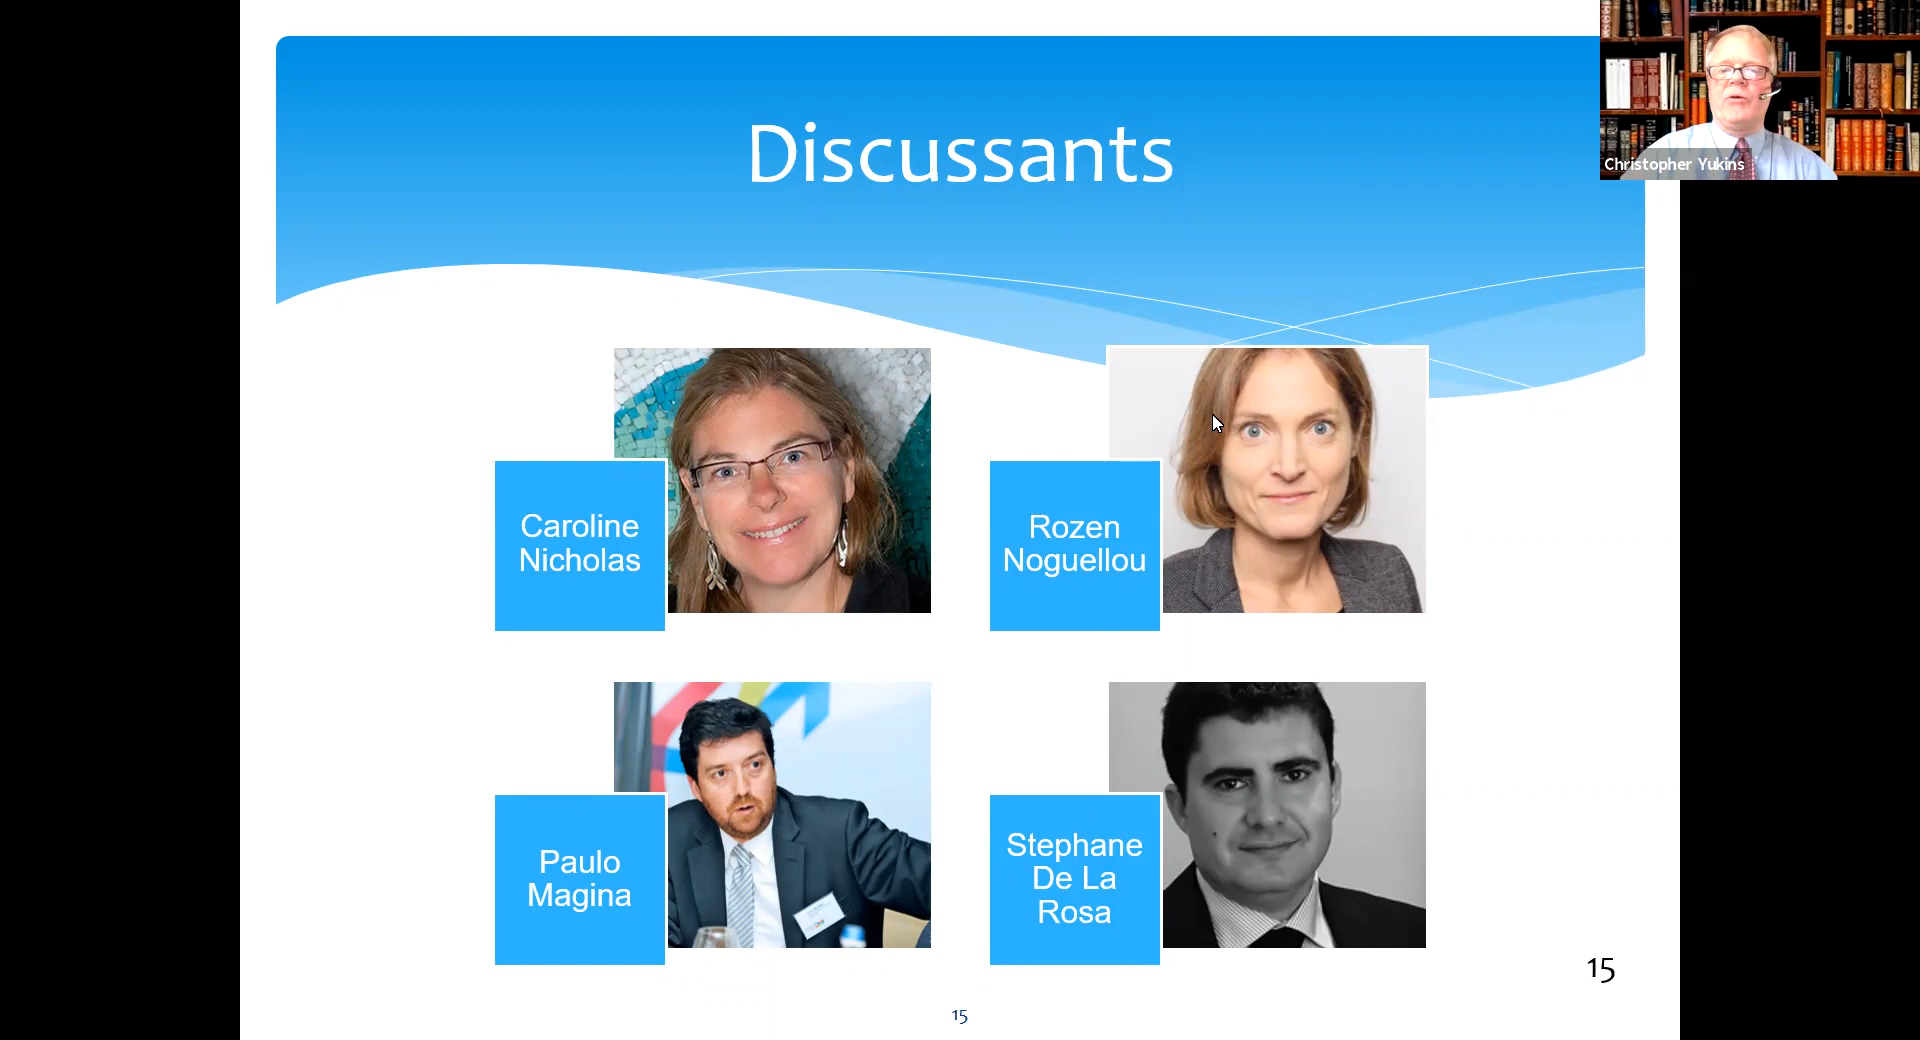 Discussants
Christopher Yukins
Caroline
Nicholas
Rozen
Noguellou
Paulo
Magina
Stephane
De La
Rosa
15
15